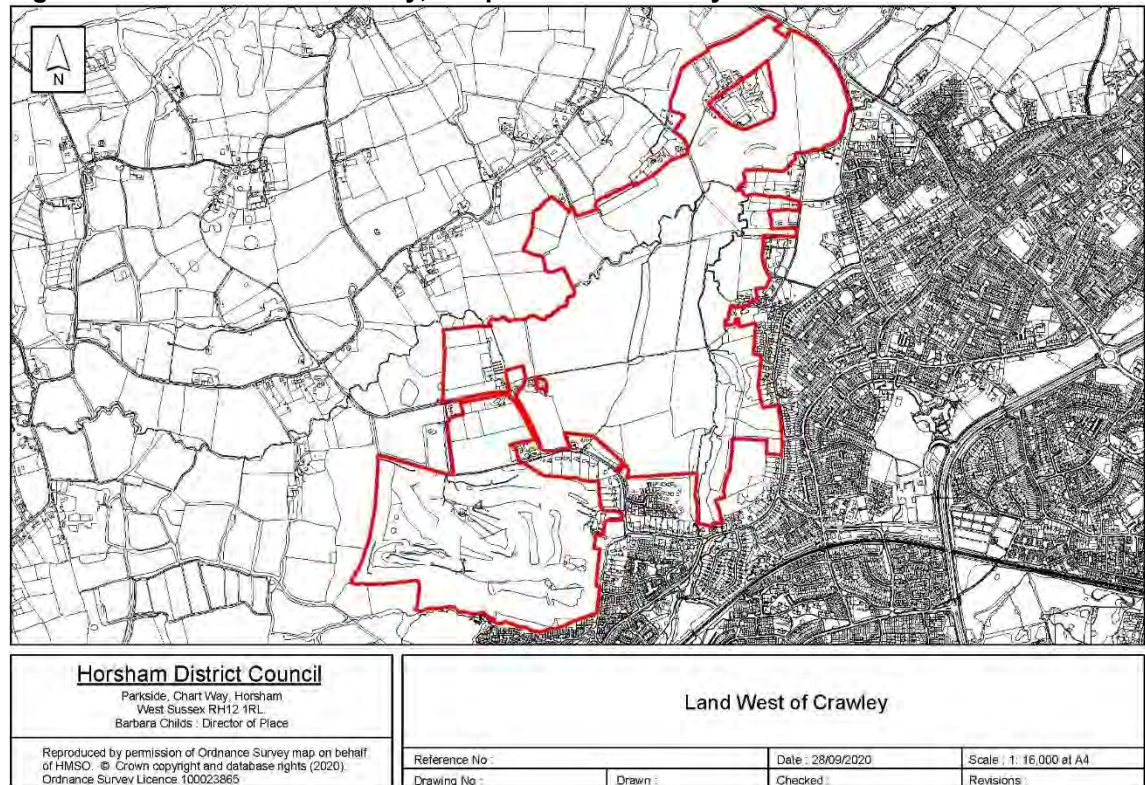 N
Horsham District Council
Parkside, Chart Way, Horsham
West Sussex RH12 1RL
Barbara Childs : Director of Place
Reproduced by permission of Ordnance Survey map on behalf
of HMSO. © Crown copyright and database rights (2020).
Ordnance Survey Licence.100023865
Land West of Crawley
Reference No :
Date : 28/09/2020
Scale : 1: 16,000 at A4
Drawing No :
Drawn :
Checked :
Revisions :